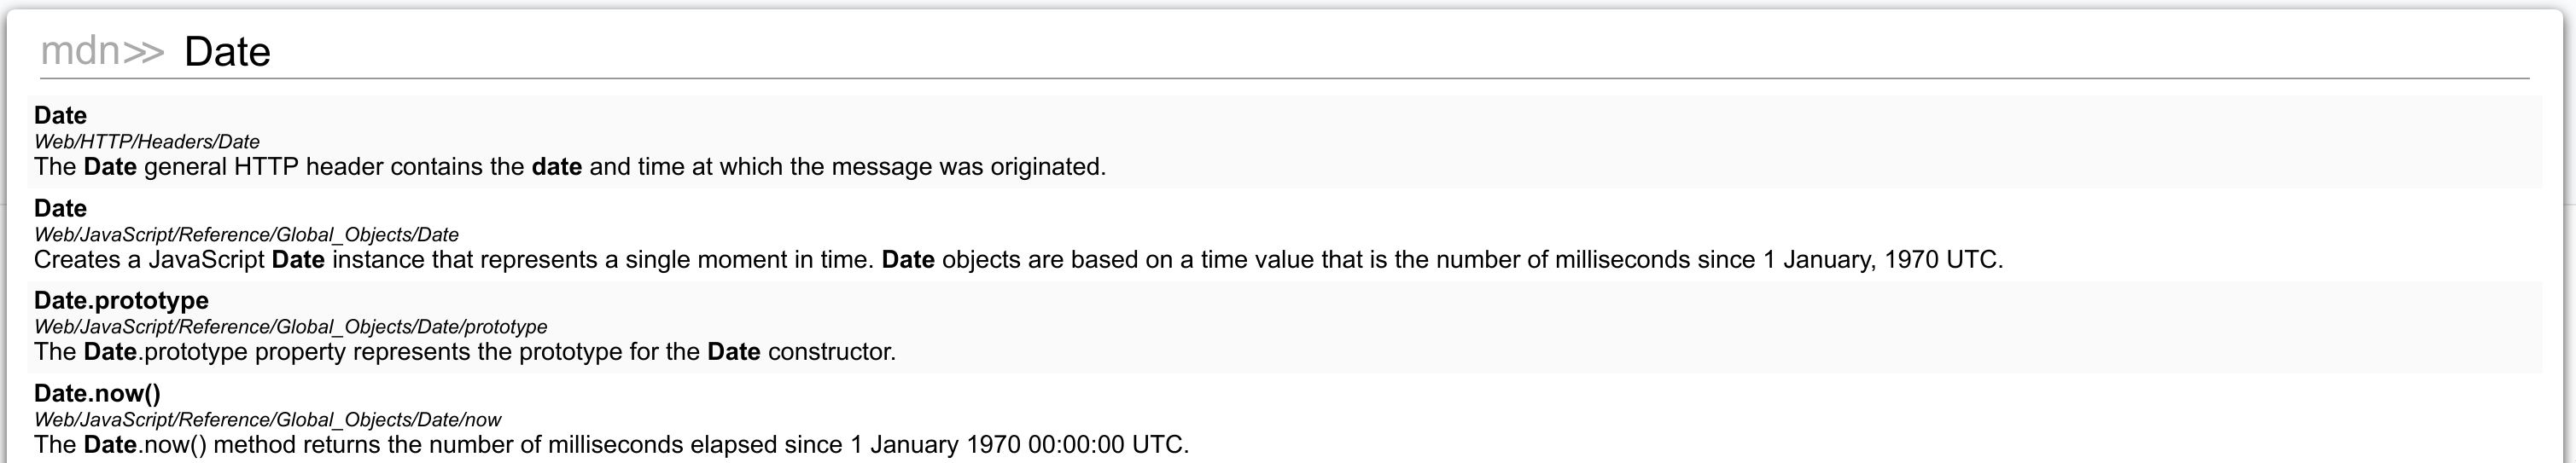 mdn>> Date
Date
Web/HTTP/Headers/Date
The Date general HTTP header contains the date and time at which the message was originated.
Date
Web/JavaScript/Reference/Global_Objects/Date
Creates a JavaScript Date instance that represents a single moment in time. Date objects are based on a time value that is the number of milliseconds since 1 January, 1970 UTC.
Date.prototype
Web/JavaScript/Reference/Global_Objects/Date/prototype
The Date.prototype property represents the prototype for the Date constructor.
Date.now()
Web/JavaScript/Reference/Global_Objects/Date/now
The Date.now() method returns the number of milliseconds elapsed since 1 January 1970 00:00:00 UTC.